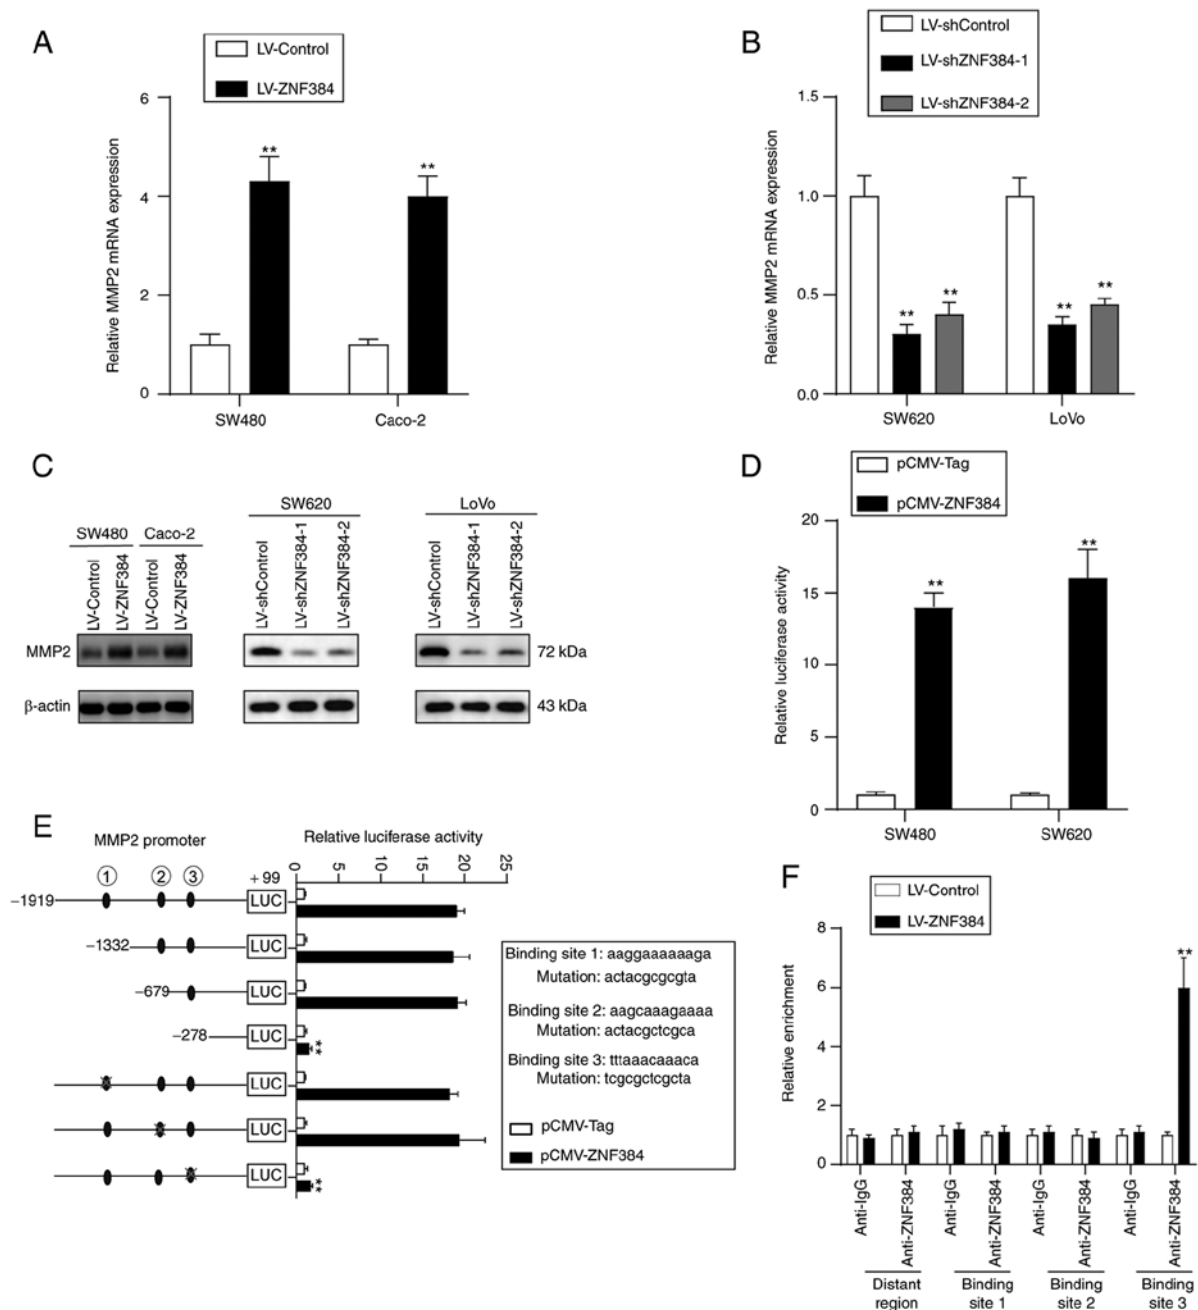 A
LV-Control
LV-ZNF384
6
4
2
0
Relative MMP2 mRNA expression
**
**
SW480
Caco-2
B
LV-shControl
LV-shZNF384-1
LV-shZNF384-2
1.5
1.0
0.5
0.0
Relative MMP2 mRNA expression
**
**
**
**
SW620
LoVo
C
SW480
Caco-2
SW620
LoVo
LV-Control
LV-ZNF384
LV-Control
LV-ZNF384
LV-shControl
LV-shZNF384-1
LV-shZNF384-2
LV-shControl
LV-shZNF384-1
LV-shZNF384-2
MMP2
72 kDa
β-actin
43 kDa
D
pCMV-Tag
pCMV-ZNF384
20
15
10
5
0
Relative luciferase activity
**
**
SW480
SW620
E
MMP2 promoter
Relative luciferase activity
1
2
3
+99
0
5
10
15
20
25
-1919
LUC
-1332
LUC
-679
LUC
-278
LUC
**
LUC
LUC
LUC
**
Binding site 1: aaggaaaaaaga
Mutation: actacgcgcgta
Binding site 2: aagcaaagaaaa
Mutation: actacgctcgca
Binding site 3: tttaaacaaaca
Mutation: tcgcgctcgcta
pCMV-Tag
pCMV-ZNF384
F
LV-Control
LV-ZNF384
8
6
4
2
0
Relative enrichment
**
Anti-IgG
Anti-ZNF384
Anti-IgG
Anti-ZNF384
Anti-IgG
Anti-ZNF384
Anti-IgG
Anti-ZNF384
Distant
region
Binding
site 1
Binding
site 2
Binding
site 3